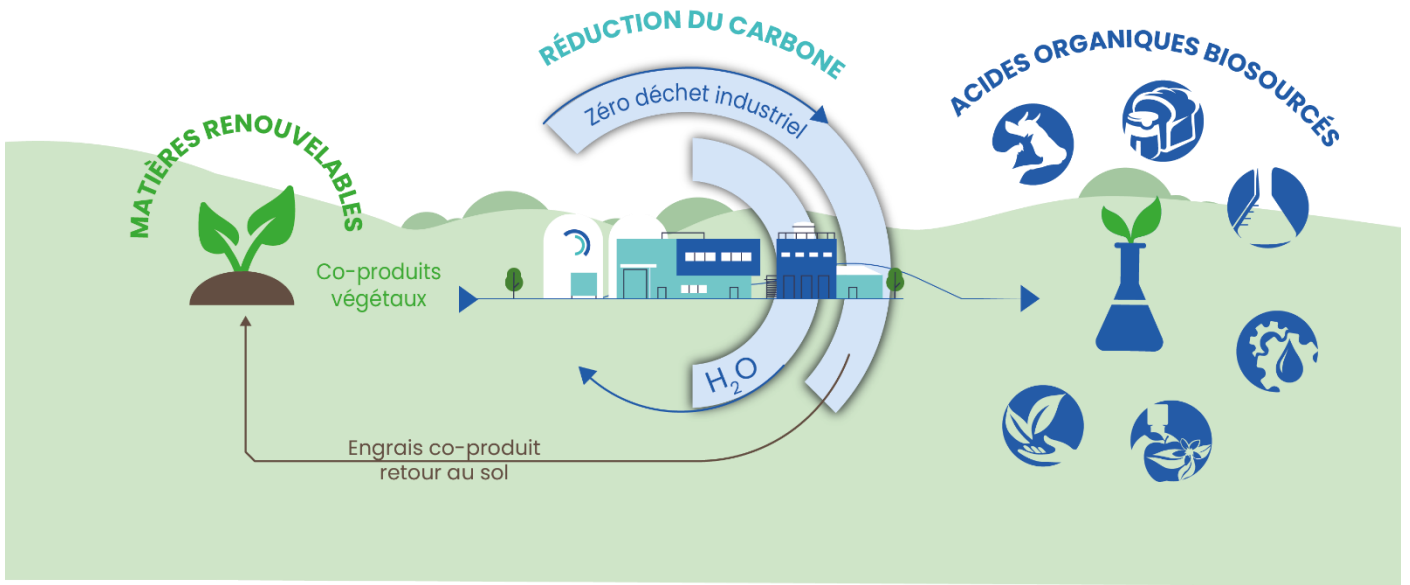 MATIÈRES RENOUVELABLES
Co-produits
végétaux
RÉDUCTION DU CARBONE
Zéro déchet industriel
H₂O
Engrais co-produit
retour au sol
ACIDES ORGANIQUES BIOSOURCÉS